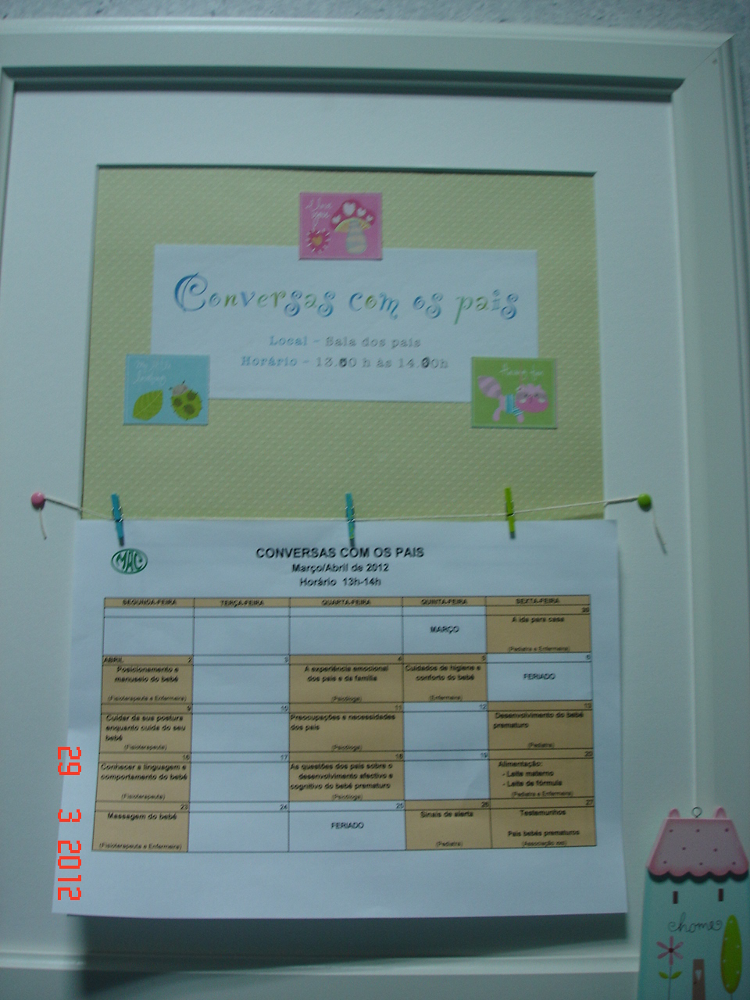 I love
you
Conversas com os pais
Local - Sala dos pais
Horário - 13.00 h às 14.00h
My little
MAC
CONVERSAS COM OS PAIS
Março/Abril de 2012
Horário 13h-14h
SEGUNDA-FEIRA TERÇA-FEIRA QUARTA-FEIRA QUINTA-FEIRA SEXTA-FEIRA
30
MARÇO A ida para casa
(Pediatra e Enfermeira)
ABRIL 2 3 4 5 6
Posicionamento e A experiência emocional Cuidados de higiene e FERIADO
manuseio do bebé dos pais e da família conforto do bebé
(Fisioterapeuta e Enfermeira) (Psicóloga) (Enfermeira)
9 10 11 12 13
Cuidar da sua postura Preocupações e necessidades Desenvolvimento do bebé
enquanto cuida do seu dos pais prematuro
bebé
(Fisioterapeuta) (Psicóloga) (Pediatra)
16 17 18 19 20
Conhecer a linguagem e As questões dos pais sobre o Alimentação:
comportamento do bebé desenvolvimento afectivo e - Leite materno
cognitivo do bebé prematuro - Leite de fórmula
(Fisioterapeuta) (Psicóloga) (Pediatra e Enfermeira)
23 24 25 26 27
Massagem do bebé FERIADO Sinais de alerta Testemunhos
Pais bebés prematuros
(Fisioterapeuta e Enfermeira) (Pediatra) (Associação xxs)
home
29 3 2012